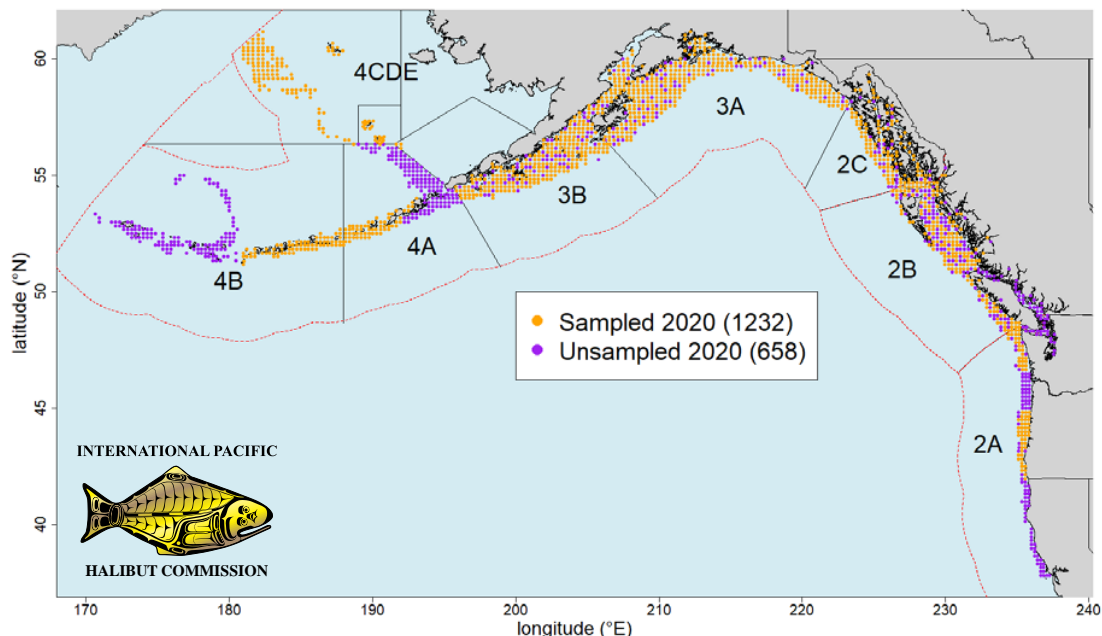 60
55
50
45
40
latitude (°N)
4CDE
3A
2C
3B
4A
4B
2B
2A
Sampled 2020 (1232)
Unsampled 2020 (658)
INTERNATIONAL PACIFIC
HALIBUT COMMISSION
170 180 190 200 210 220 230 240
longitude (°E)